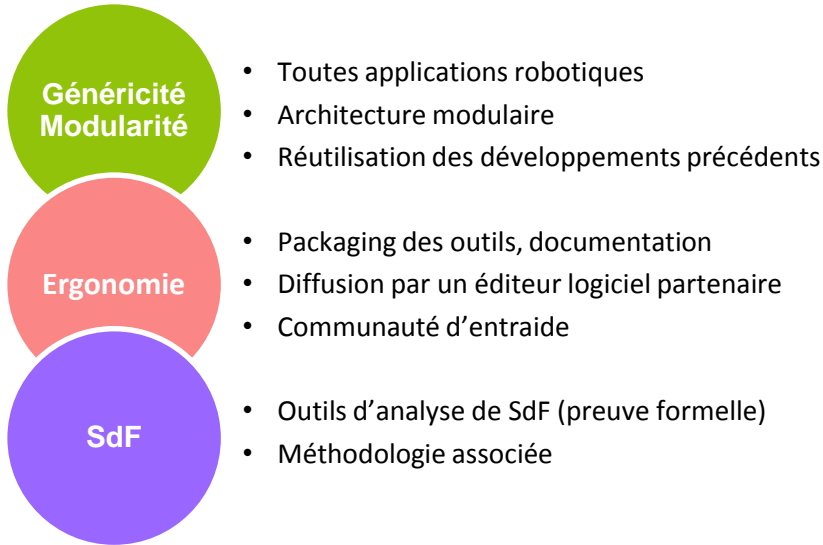 Généricité
Modularité
• Toutes applications robotiques
• Architecture modulaire
• Réutilisation des développements précédents
Ergonomie
• Packaging des outils, documentation
• Diffusion par un éditeur logiciel partenaire
• Communauté d’entraide
SdF
• Outils d’analyse de SdF (preuve formelle)
• Méthodologie associée